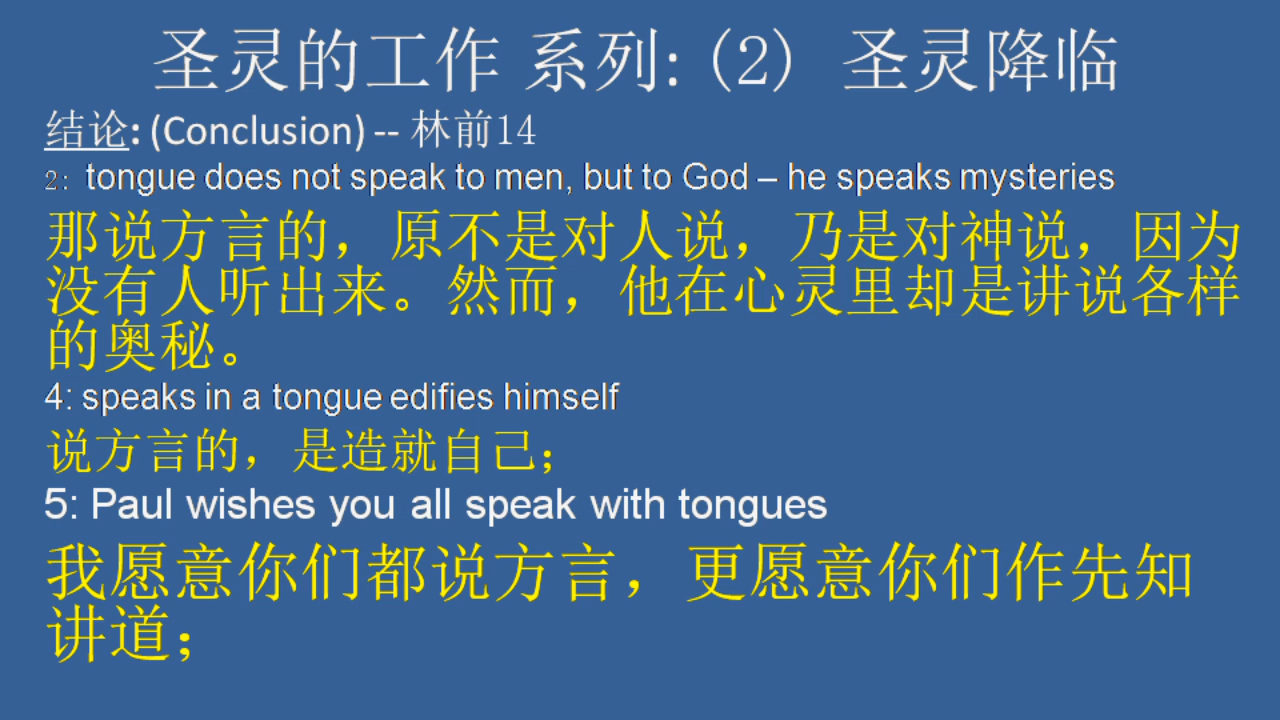 圣灵的工作 系列: (2) 圣灵降临
结论: (Conclusion) -- 林前14
2: tongue does not speak to men, but to God – he speaks mysteries
那说方言的，原不是对人说，乃是对神说，因为
没有人听出来。然而，他在心灵里却是讲说各样
的奥秘。
4: speaks in a tongue edifies himself
说方言的，是造就自己；
5: Paul wishes you all speak with tongues
我愿意你们都说方言，更愿意你们作先知
讲道；